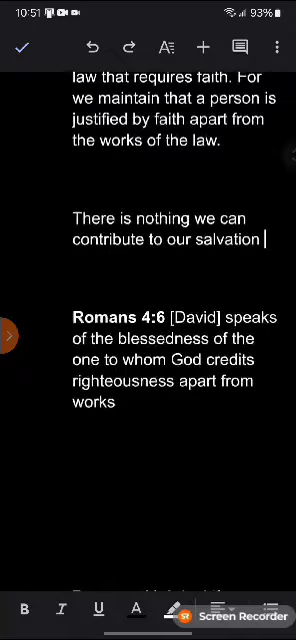 10:51 93%
law that requires faith. For
we maintain that a person is
justified by faith apart from
the works of the law.
There is nothing we can
contribute to our salvation
Romans 4:6 [David] speaks
of the blessedness of the
one to whom God credits
righteousness apart from
works
B I U A
Screen Recorder